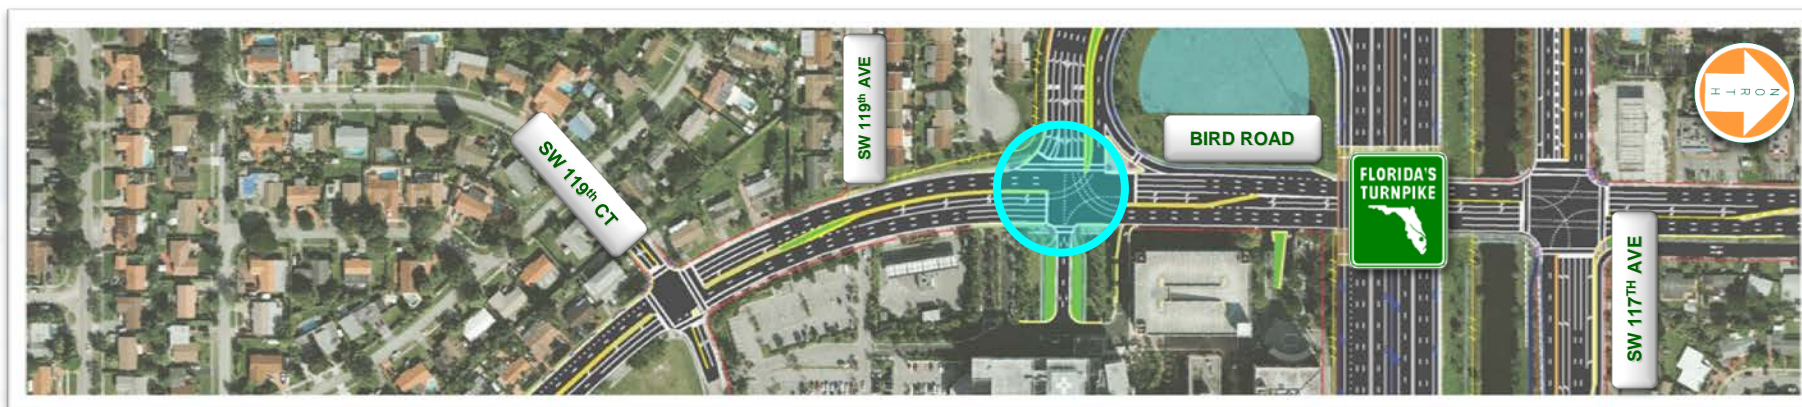 SW 119th CT
SW 119th AVE
BIRD ROAD
FLORIDA'S
TURNPIKE
SW 117TH AVE
NORTH